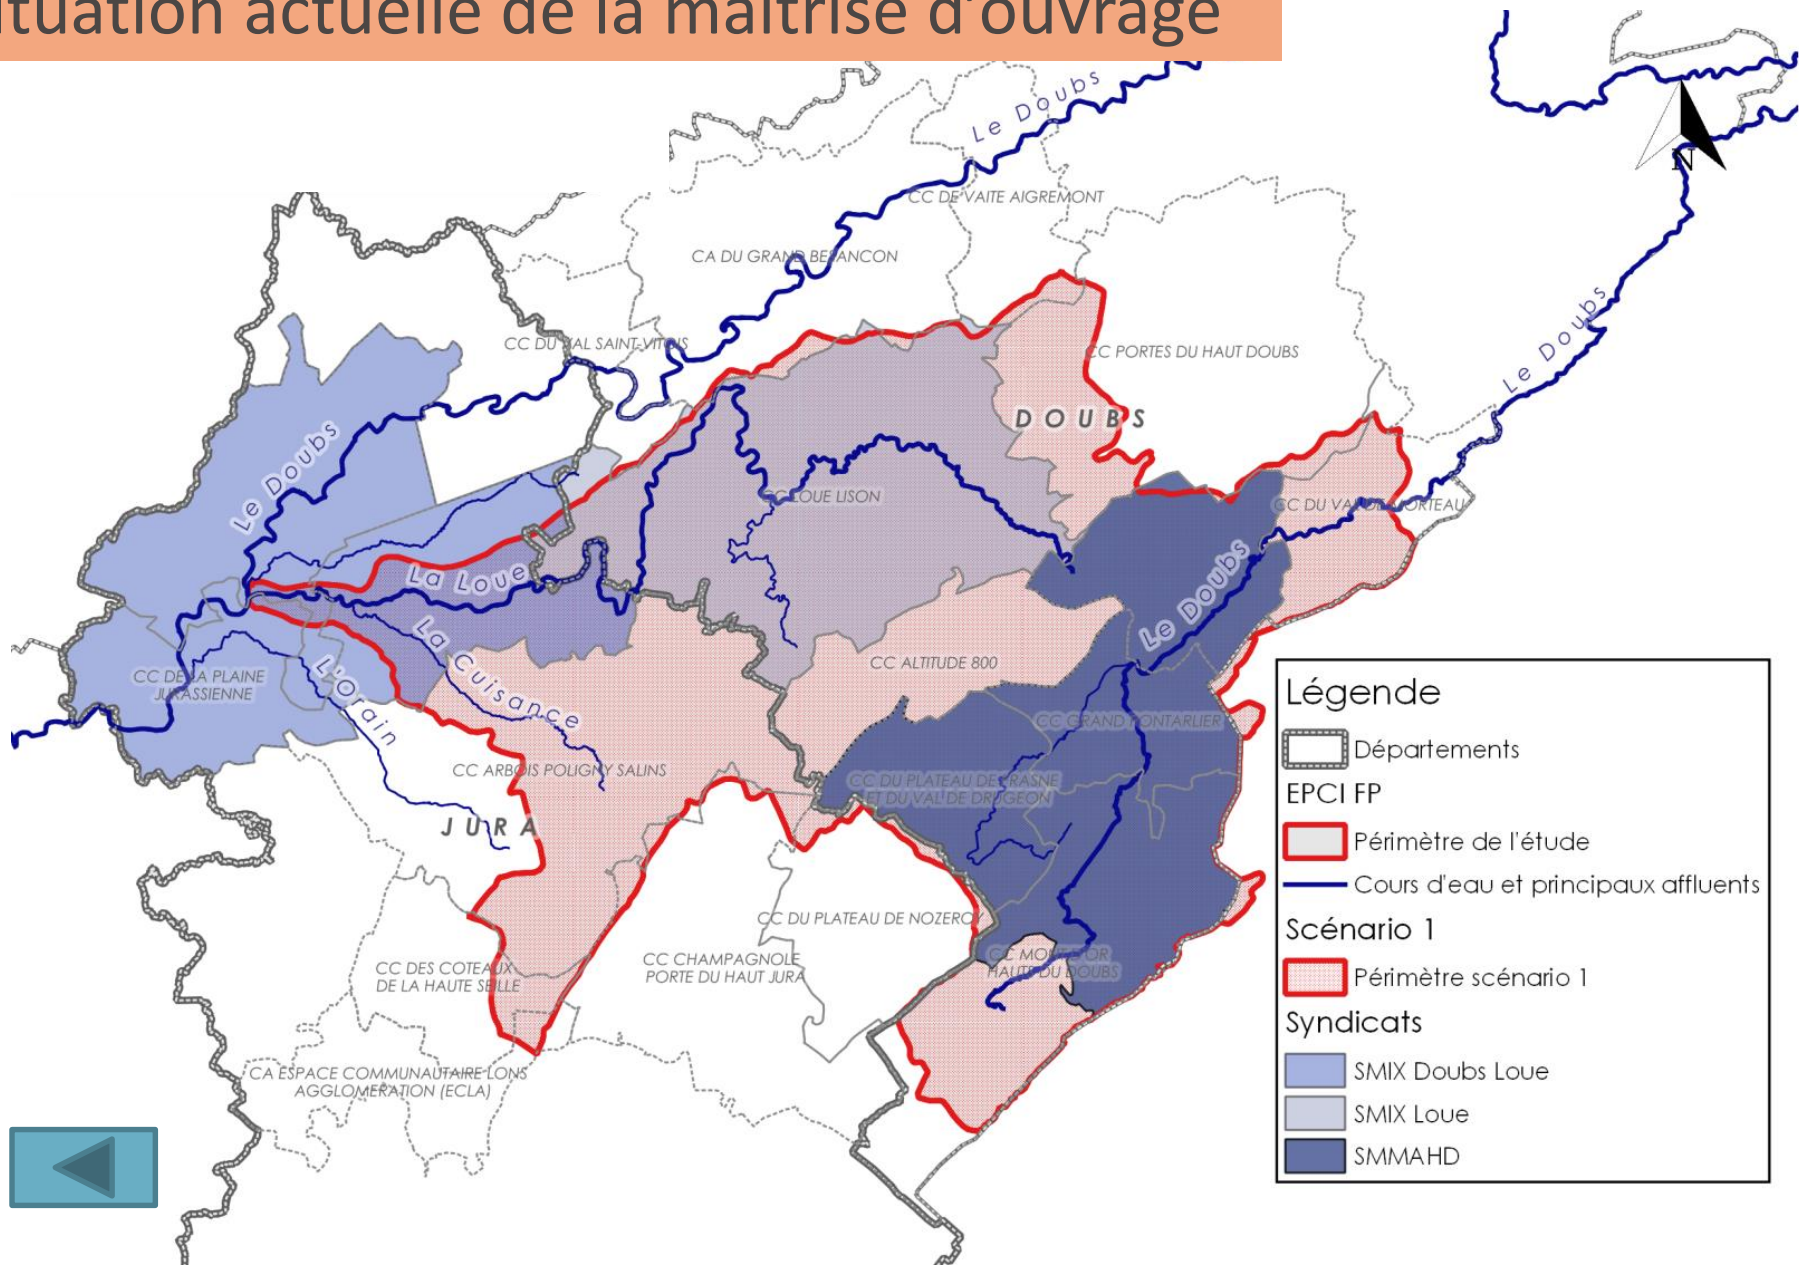 ituation actuelle de la maîtrise d'ouvrage
Le Doubs
N
CC DE VAITE AIGREMONT
CA DU GRAND BESANCON
CC DU VAL SAINT-VITOIS
CC PORTES DU HAUT DOUBS
Le Doubs
DOUBS
Le Doubs
CC LOUE LISON
CC DU VAL DE MORTEAU
La Loue
Le Doubs
La Cuisance
CC ALTITUDE 800
CC DE LA PLAINE
JURASSIENNE
L'Orain
CC GRAND PONTARLIER
CC ARBOIS POLIGNY SALINS
CC DU PLATEAU DE FRASNE
ET DU VAL DE DRUGEON
JURA
CC DU PLATEAU DE NOZEROY
CC CHAMPAGNOLE
PORTE DU HAUT JURA
CC MONT D'OR
HAUTE DU DOUBS
CC DES COTEAUX
DE LA HAUTE SEILLE
CA ESPACE COMMUNAUTAIRE LONS
AGGLOMERATION (ECLA)
Légende
Départements
EPCI FP
Périmètre de l'étude
Cours d'eau et principaux affluents
Scénario 1
Périmètre scénario 1
Syndicats
SMIX Doubs Loue
SMIX Loue
SMMAHD